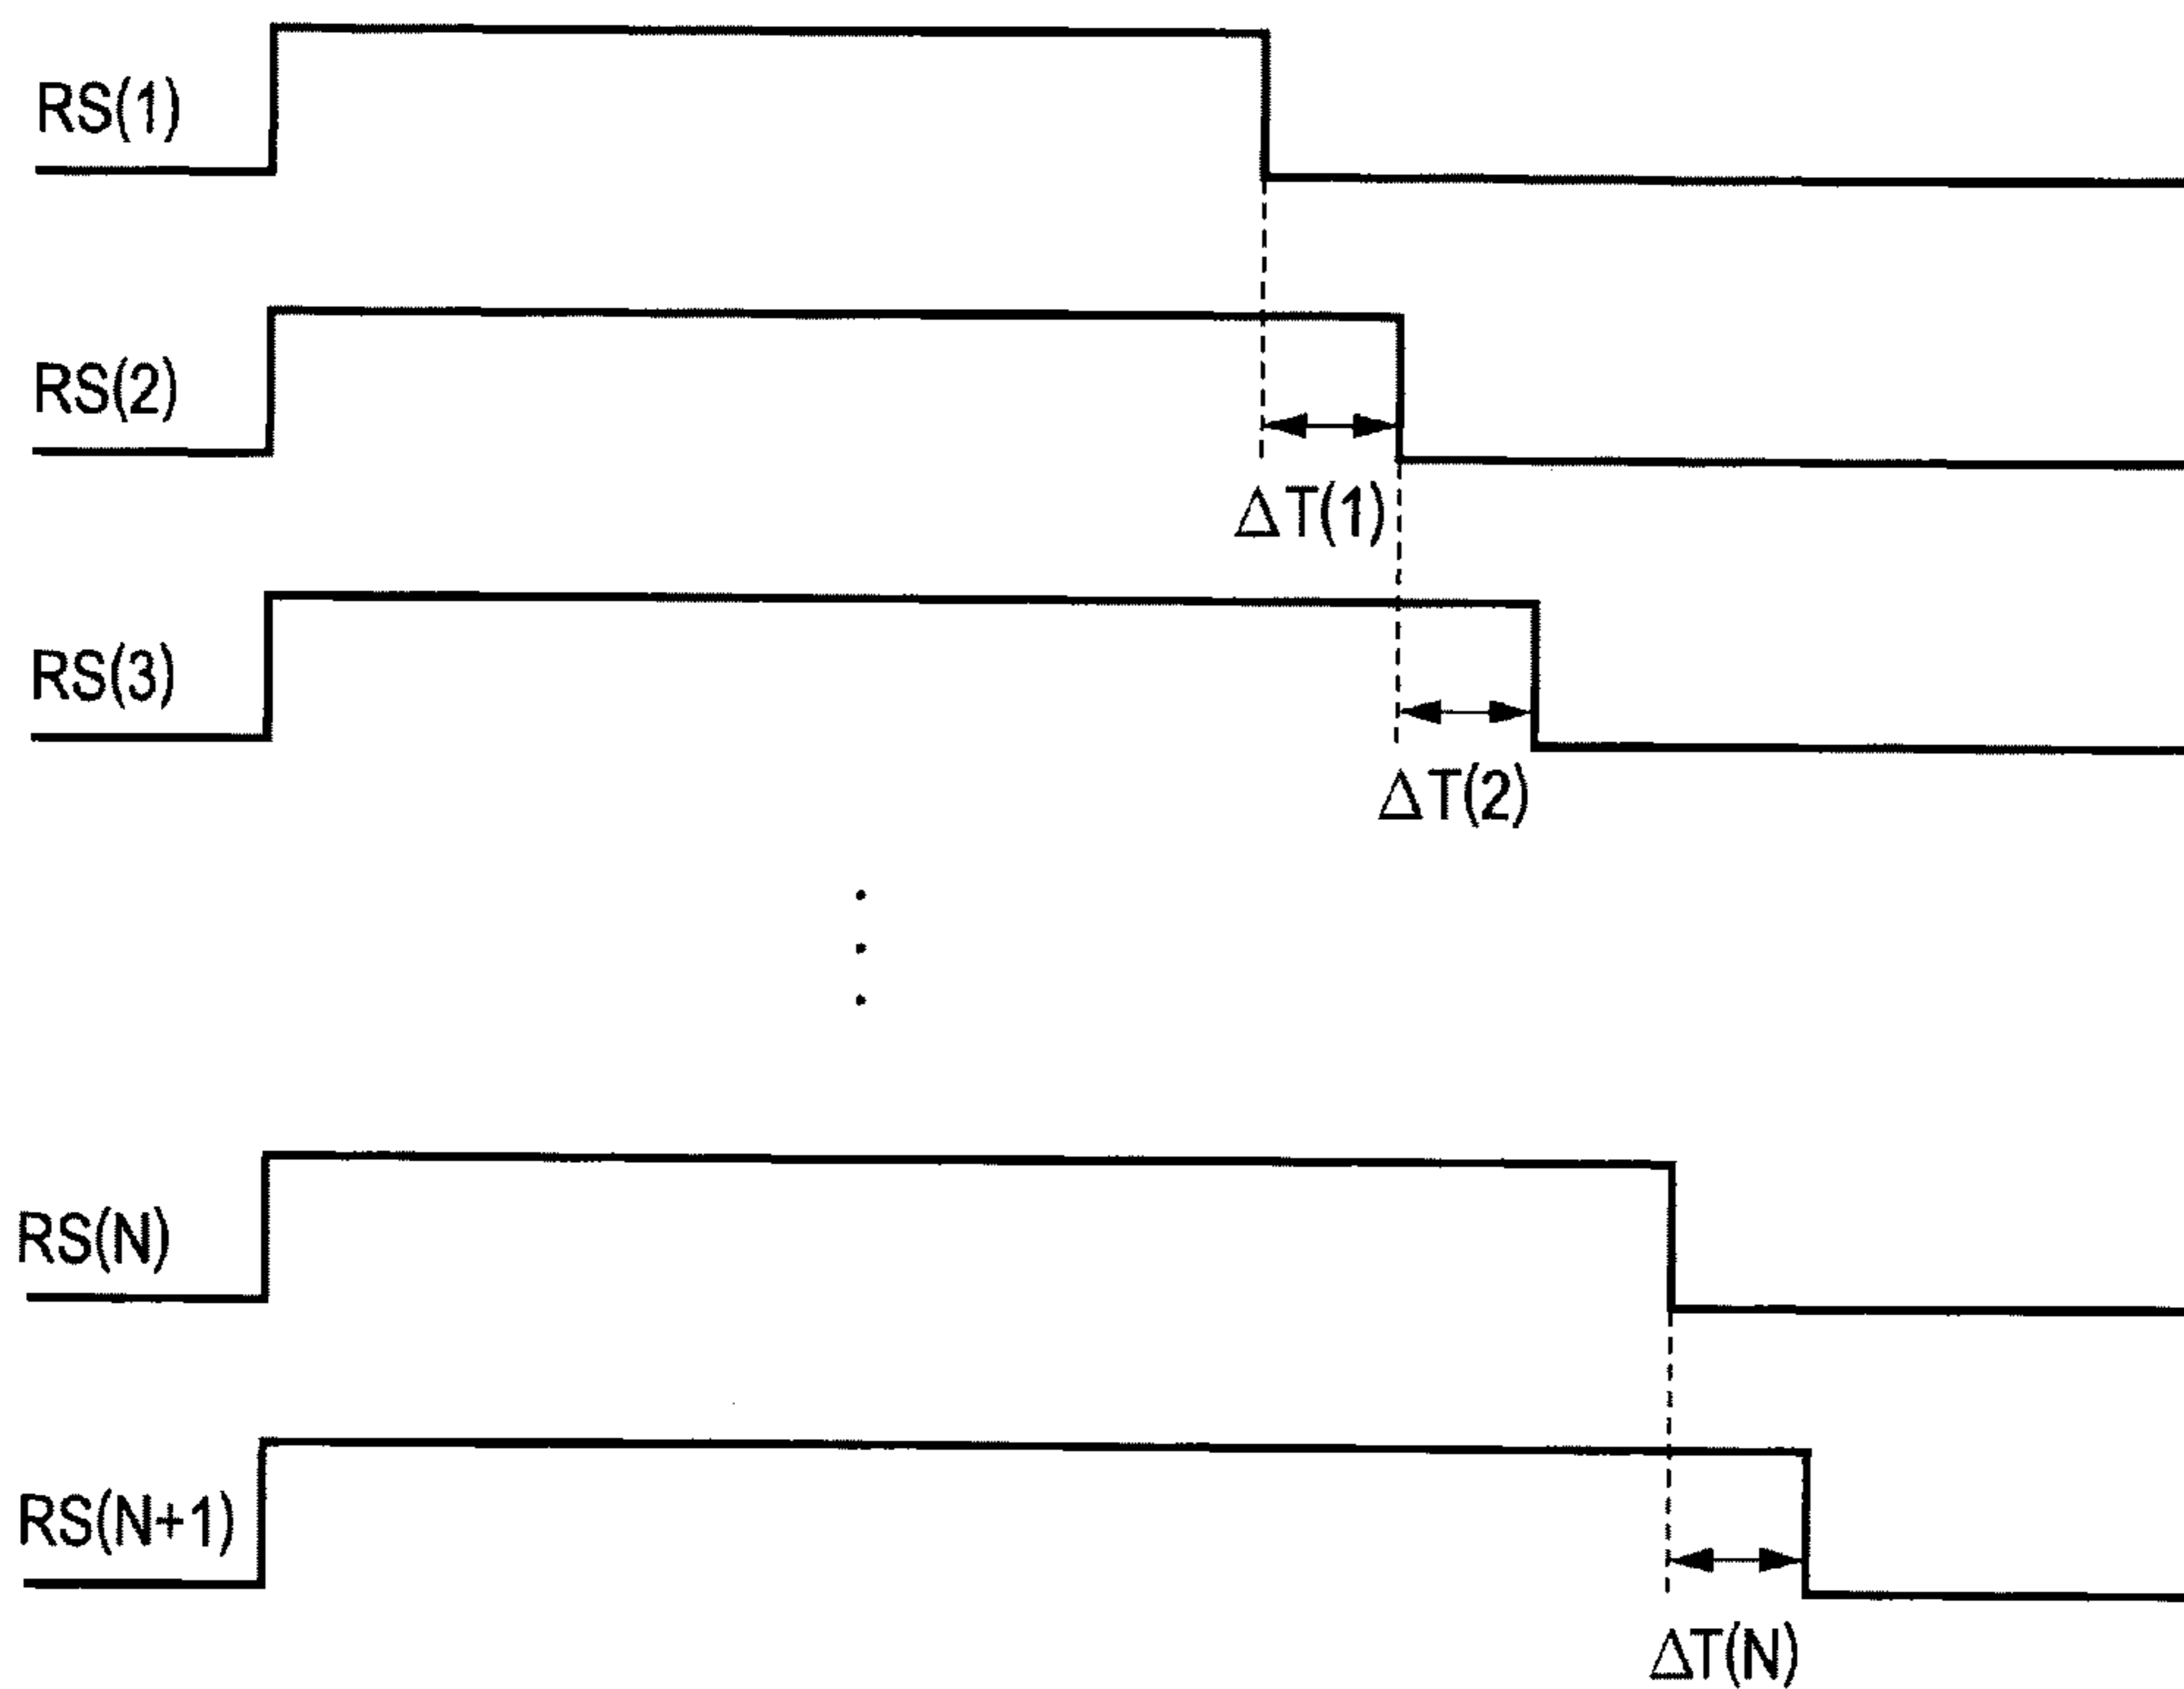 RS(1)
RS(2)
ΔT(1)
RS(3)
ΔT(2)
RS(N)
RS(N+1)
ΔT(N)